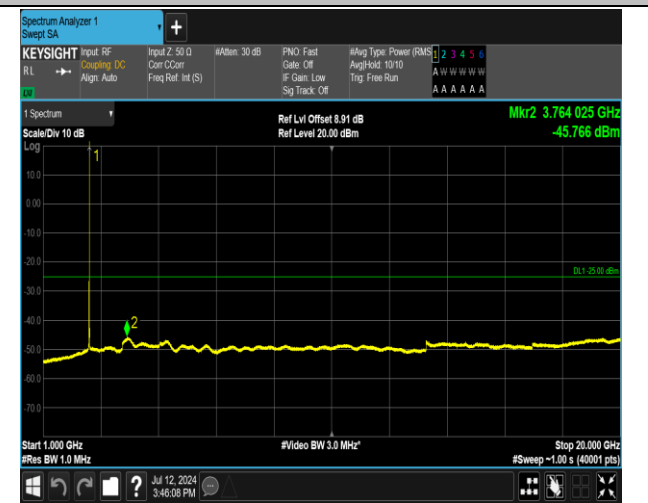 Spectrum Analyzer 1
Swept SA
+
KEYSIGHT
RL
Input: RF
Coupling: DC
Align: Auto
Input Z: 50 Ω
Corr CCorr
Freq Ref: Int (S)
#Atten: 30 dB
PNO: Fast
Gate: Off
IF Gain: Low
Sig Track: Off
#Avg Type: Power (RMS
Avg|Hold: 10/10
Trig: Free Run
1 2 3 4 5 6
A W W W W W
A A A A A A
1 Spectrum
Scale/Div 10 dB
Ref Lvl Offset 8.91 dB
Ref Level 20.00 dBm
Mkr2 3.764 025 GHz
-45.766 dBm
Log
1
10.0
0.00
-10.0
-20.0
DL1 -25.00 dBm
-30.0
-40.0
2
-50.0
-60.0
-70.0
Start 1.000 GHz
#Res BW 1.0 MHz
#Video BW 3.0 MHz*
Stop 20.000 GHz
#Sweep ~1.00 s (40001 pts)
?
Jul 12, 2024
3:46:08 PM